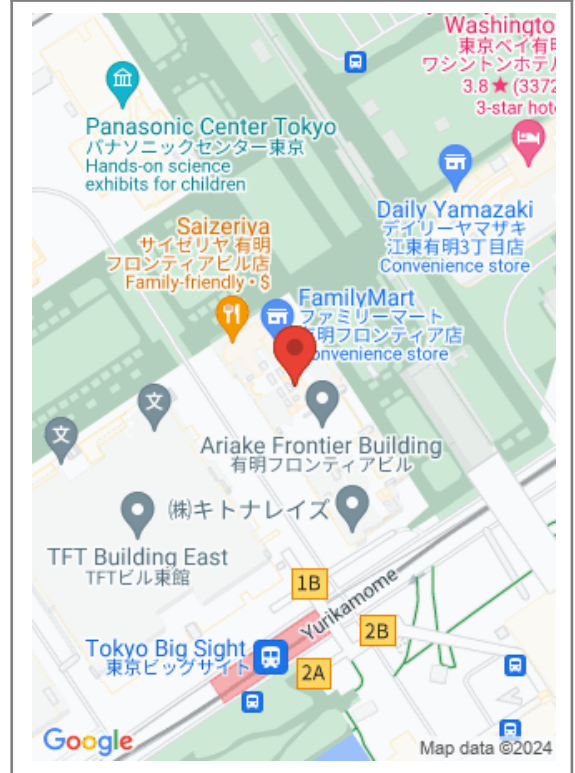 Washingto
東京ベイ有明
ワシントンホテル
3.8★(3372
3-star hot
Panasonic Center Tokyo
パナソニックセンター東京
Hands-on science
exhibits for children
Daily Yamazaki
デイリーヤマザキ
江東有明3丁目店
Convenience store
Saizeriya
サイゼリヤ 有明
フロンティアビル店
Family-friendly • $
FamilyMart
ファミリーマート
有明フロンティア店
onvenience store
文
文
Ariake Frontier Building
有明フロンティアビル
(株)キトナレイズ
TFT Building East
TFTビル東館
1B
Yurikamome
2B
Tokyo Big Sight
東京ビッグサイト
2A
Google
Map data ©2024